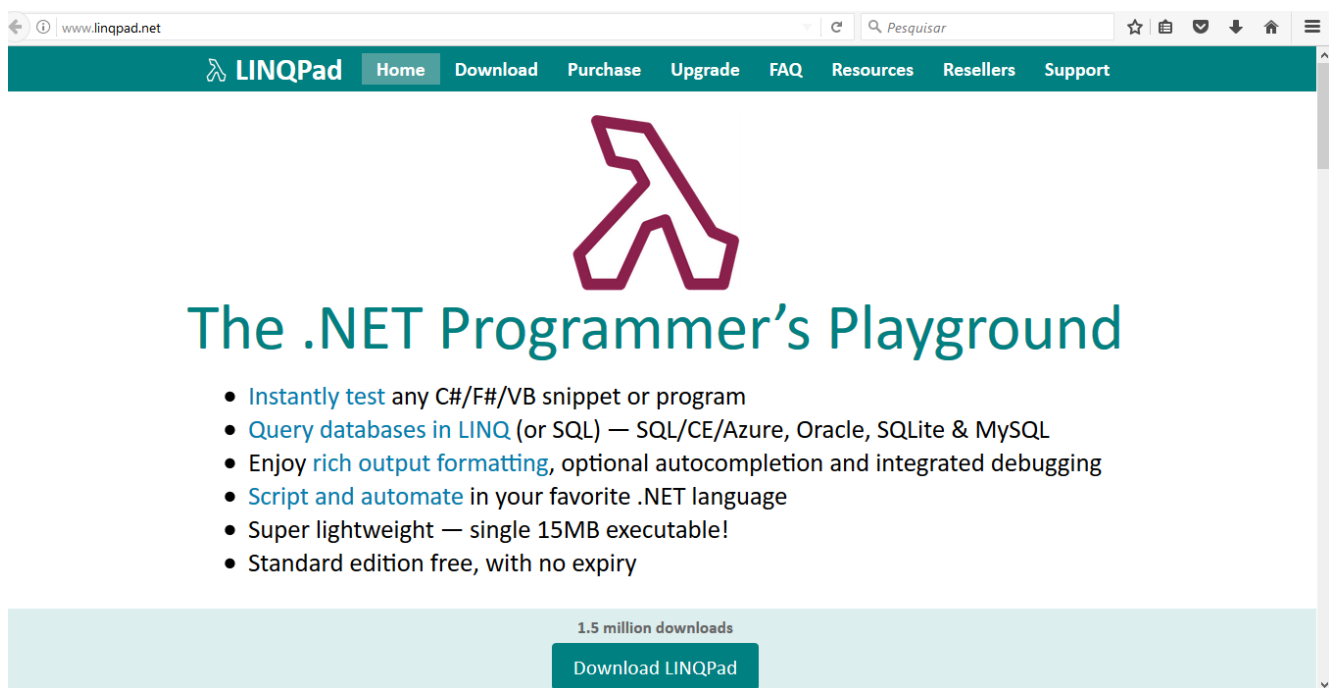 www.linqpad.net
Pesquisar
LINQPad Home Download Purchase Upgrade FAQ Resources Resellers Support
The .NET Programmer’s Playground
• Instantly test any C#/F#/VB snippet or program
• Query databases in LINQ (or SQL) — SQL/CE/Azure, Oracle, SQLite & MySQL
• Enjoy rich output formatting, optional autocompletion and integrated debugging
• Script and automate in your favorite .NET language
• Super lightweight — single 15MB executable!
• Standard edition free, with no expiry
1.5 million downloads
Download LINQPad